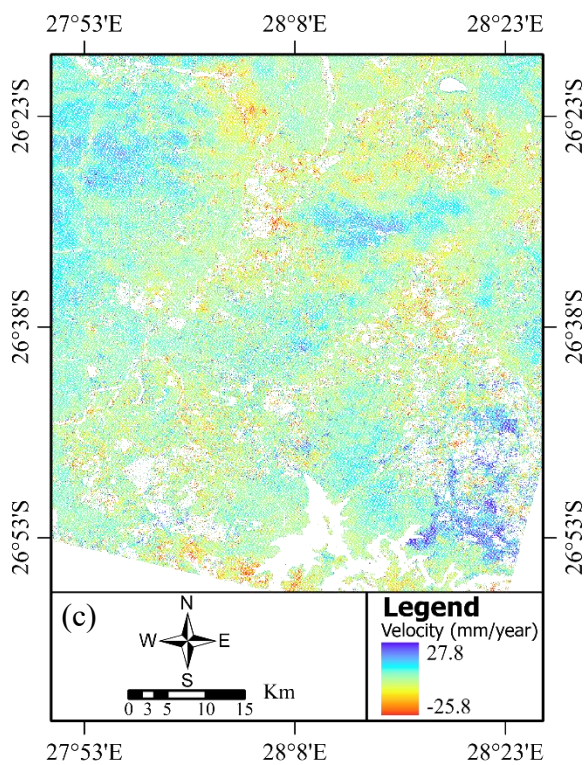 27°53'E 28°8'E 28°23'E
26°23'S 26°23'S
26°38'S 26°38'S
26°53'S 26°53'S
(c)
N
W E
S
0 3 5 10 15 Km
Legend
Velocity (mm/year)
27.8
-25.8
27°53'E 28°8'E 28°23'E